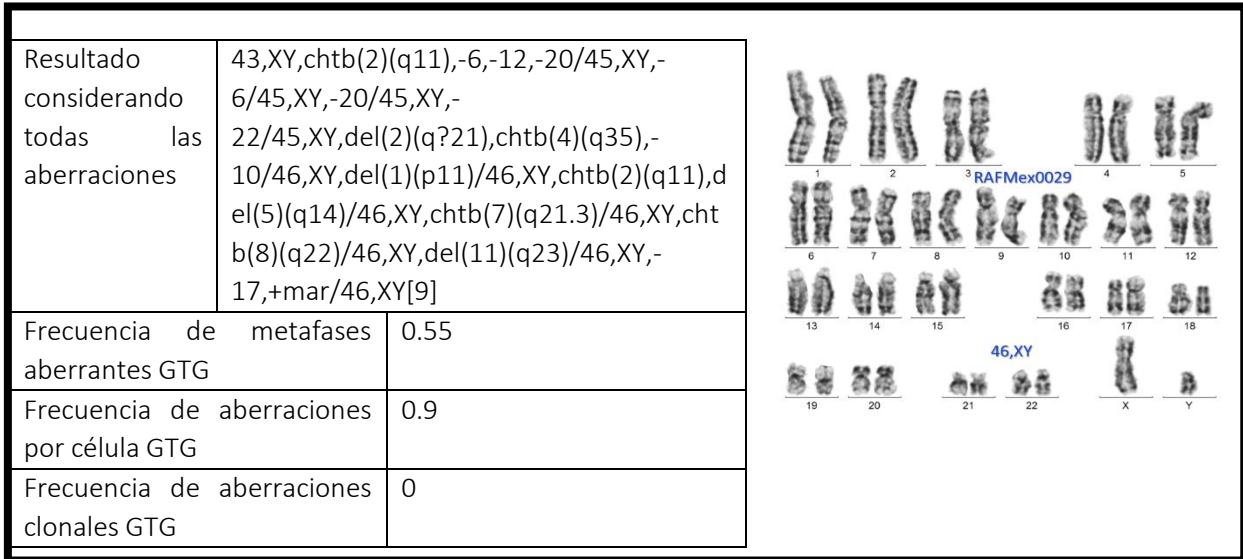 Resultado considerando todas las aberraciones
43,XY,chtb(2)(q11),-6,-12,-20/45,XY,-
6/45,XY,-20/45,XY,-
22/45,XY,del(2)(q?21),chtb(4)(q35),-
10/46,XY,del(1)(p11)/46,XY,chtb(2)(q11),d
el(5)(q14)/46,XY,chtb(7)(q21.3)/46,XY,cht
b(8)(q22)/46,XY,del(11)(q23)/46,XY,-
17,+mar/46,XY[9]
Frecuencia de metafases
aberrantes GTG
0.55
Frecuencia de aberraciones
por célula GTG
0.9
Frecuencia de aberraciones
clonales GTG
0
1 2 3 4 5
RAFMex0029
6 7 8 9 10 11 12
13 14 15 16 17 18
46,XY
19 20 21 22 X Y